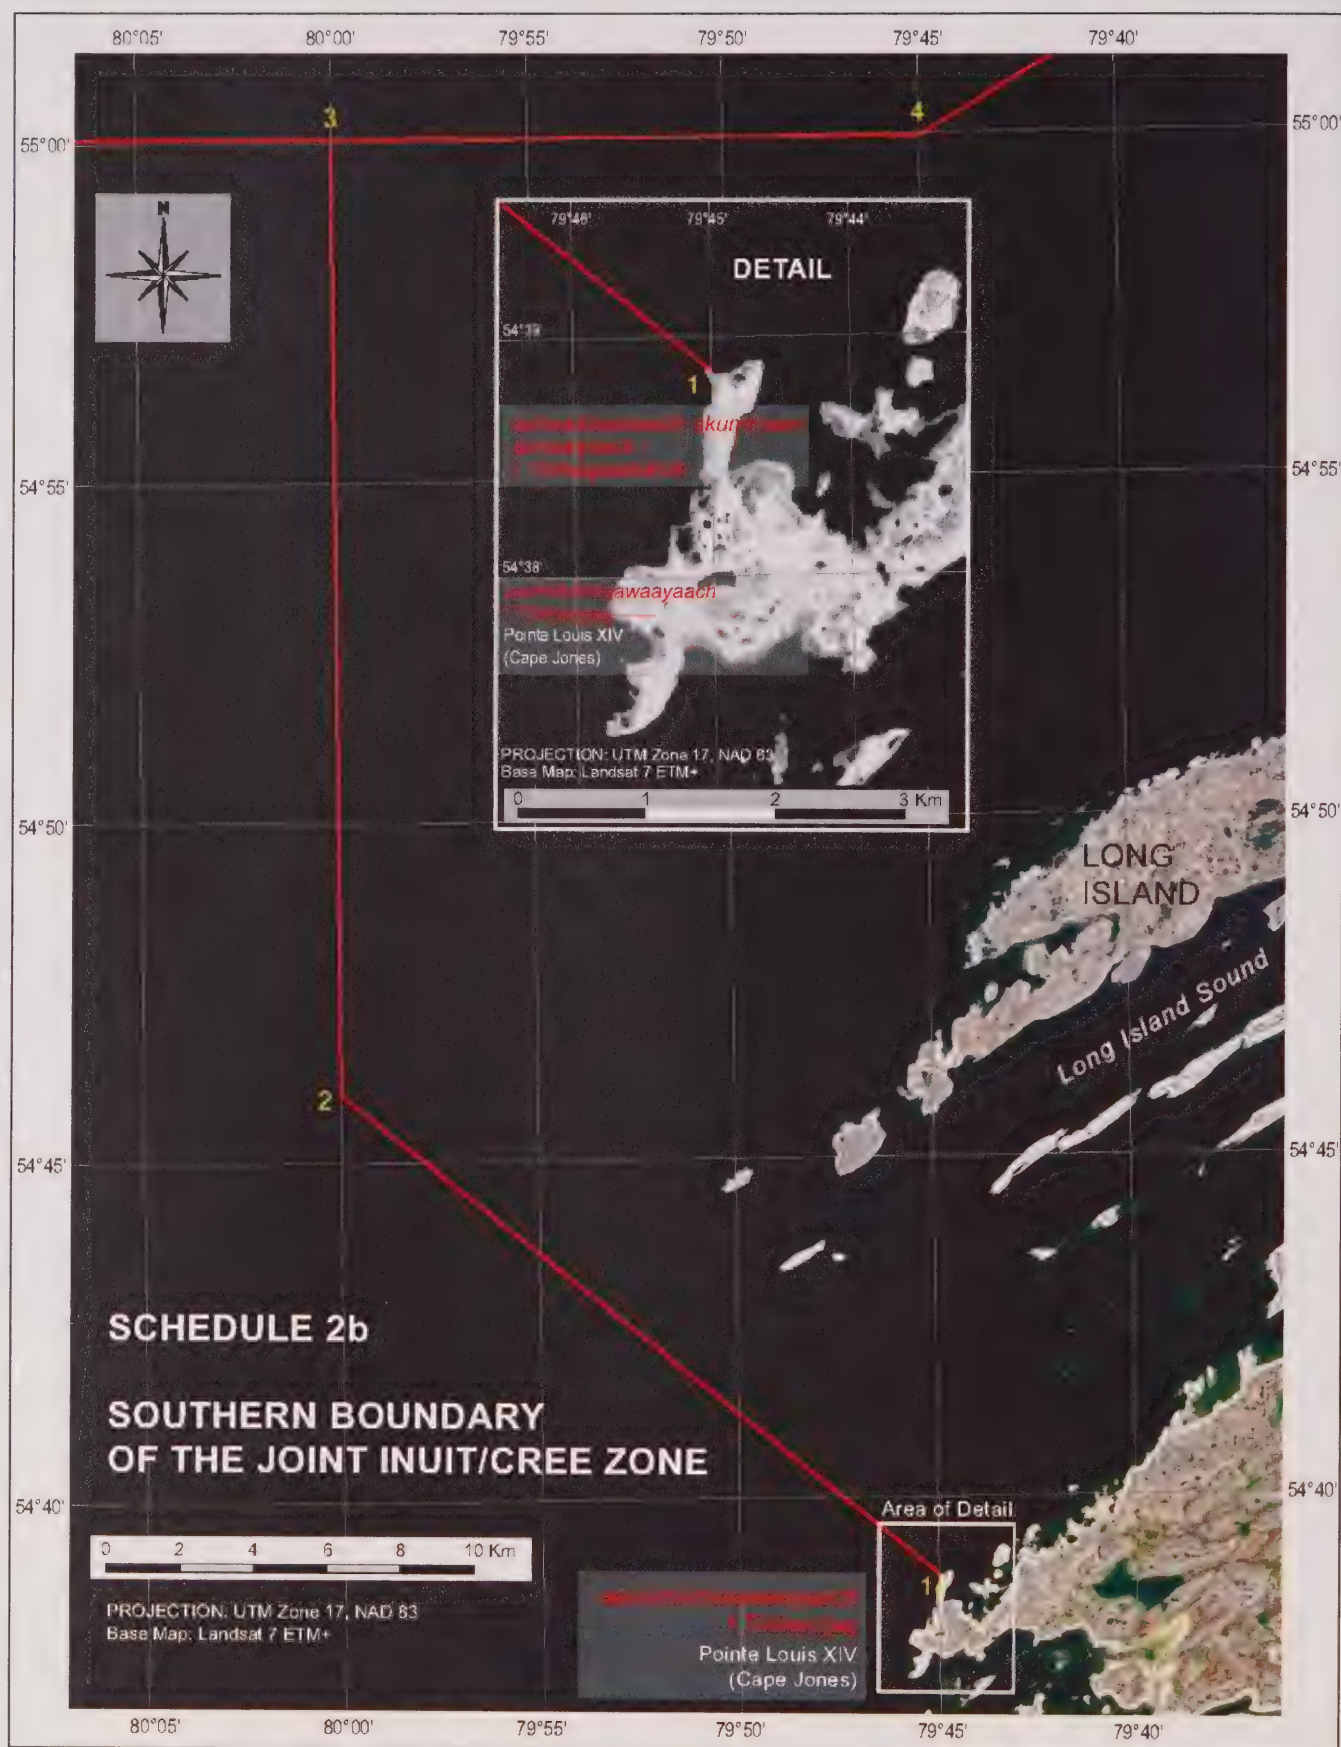 80°05' 80°00' 79°55' 79°50' 79°45' 79°40'
3 4
55°00' 55°00'
N
79°46' 79°45' 79°44'
DETAIL
54°39'
1
54°55' 54°55'
54°38'
Pointe Louis XIV
(Cape Jones)
PROJECTION: UTM Zone 17, NAD 83
Base Map: Landsat 7 ETM+
0 1 2 3 Km
54°50' 54°50'
LONG
ISLAND
Long Island Sound
2
54°45' 54°45'
SCHEDULE 2b
SOUTHERN BOUNDARY
OF THE JOINT INUIT/CREE ZONE
54°40' 54°40'
Area of Detail
0 2 4 6 8 10 Km
1
PROJECTION: UTM Zone 17, NAD 83
Base Map: Landsat 7 ETM+
Pointe Louis XIV
(Cape Jones)
80°05' 80°00' 79°55' 79°50' 79°45' 79°40'